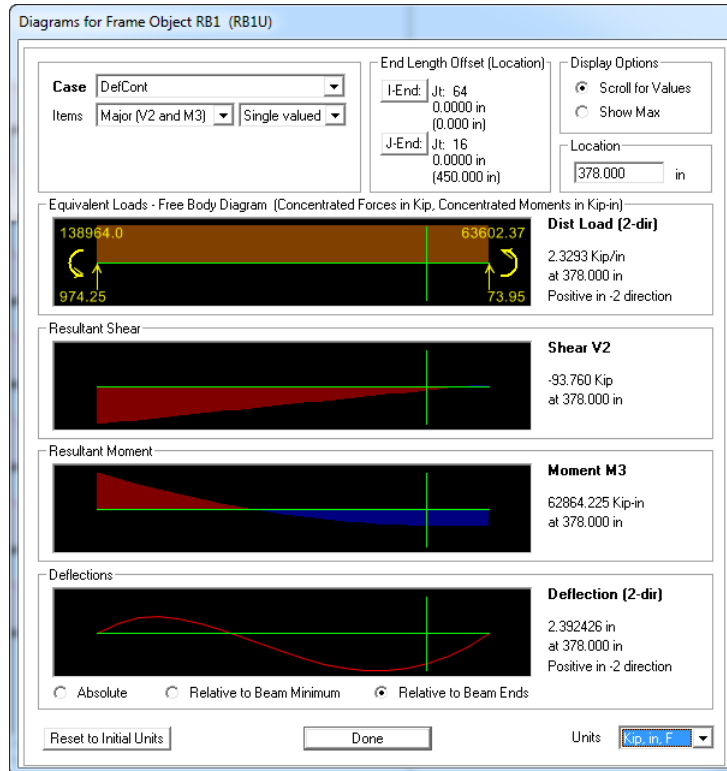 Diagrams for Frame Object RB1 (RB1U)
Case DefCont
Items Major (V2 and M3) Single valued
End Length Offset (Location)
I-End: Jt: 64
0.0000 in
(0.000 in)
J-End: Jt: 16
0.0000 in
(450.000 in)
Display Options
Scroll for Values
Show Max
Location
378.000 in
Equivalent Loads - Free Body Diagram (Concentrated Forces in Kip, Concentrated Moments in Kip-in)
138964.0 63602.37
974.25 73.95
Dist Load (2-dir)
2.3293 Kip/in
at 378.000 in
Positive in -2 direction
Resultant Shear
Shear V2
-93.760 Kip
at 378.000 in
Resultant Moment
Moment M3
62864.225 Kip-in
at 378.000 in
Deflections
Deflection (2-dir)
2.392426 in
at 378.000 in
Positive in -2 direction
Absolute Relative to Beam Minimum Relative to Beam Ends
Reset to Initial Units Done Units Kip, in, F